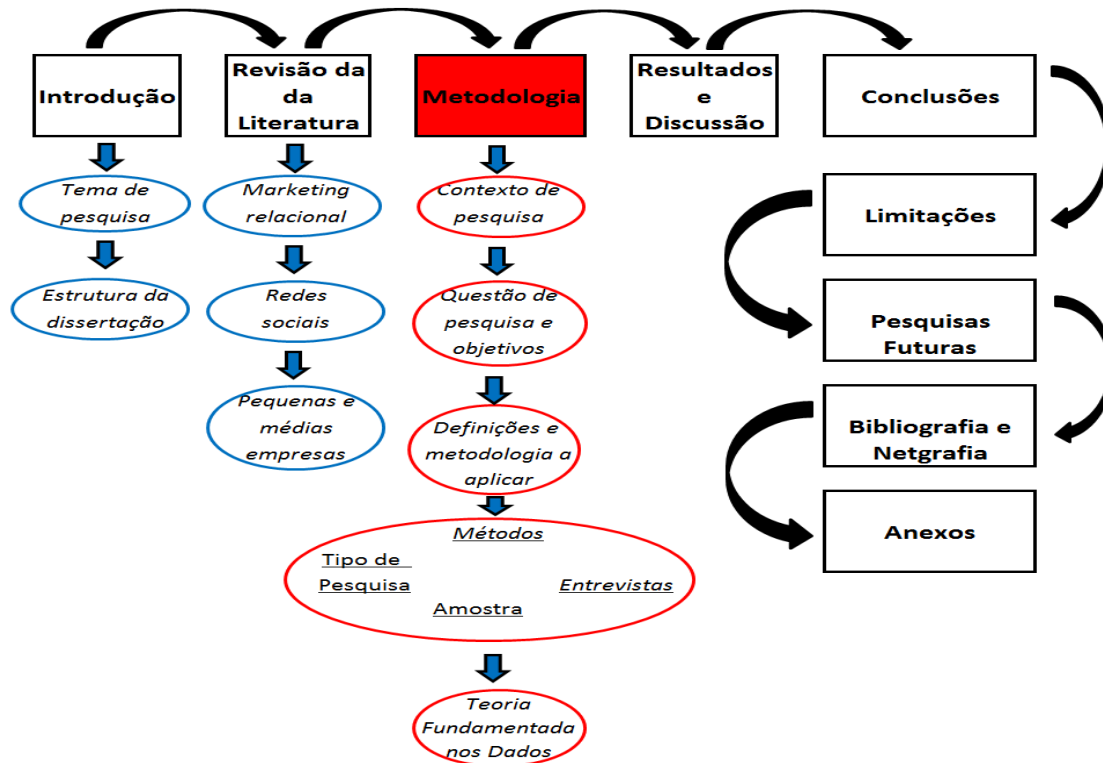 Introdução
Revisão da
da
Literatura
Metodologia
Resultados
e
Discussão
Conclusões
Tema de
pesquisa
Estrutura da
dissertação
Marketing
relacional
Redes
sociais
Pequenas e
médias
empresas
Contexto de
pesquisa
Questão de
pesquisa e
objetivos
Definições e
metodologia a
aplicar
Métodos
Tipo de
Pesquisa
Entrevistas
Amostra
Teoria
Fundamentada
nos Dados
Limitações
Pesquisas
Futuras
Bibliografia e
Netgrafia
Anexos